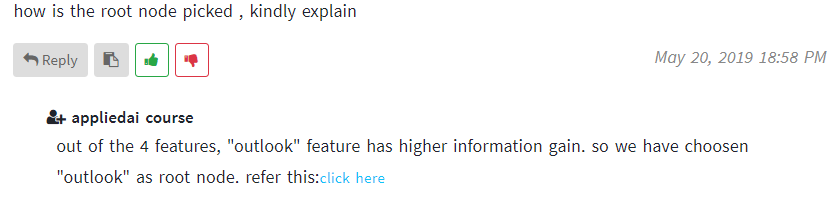 how is the root node picked , kindly explain
Reply
May 20, 2019 18:58 PM
appliedai course
out of the 4 features, "outlook" feature has higher information gain. so we have choosen
"outlook" as root node. refer this:click here